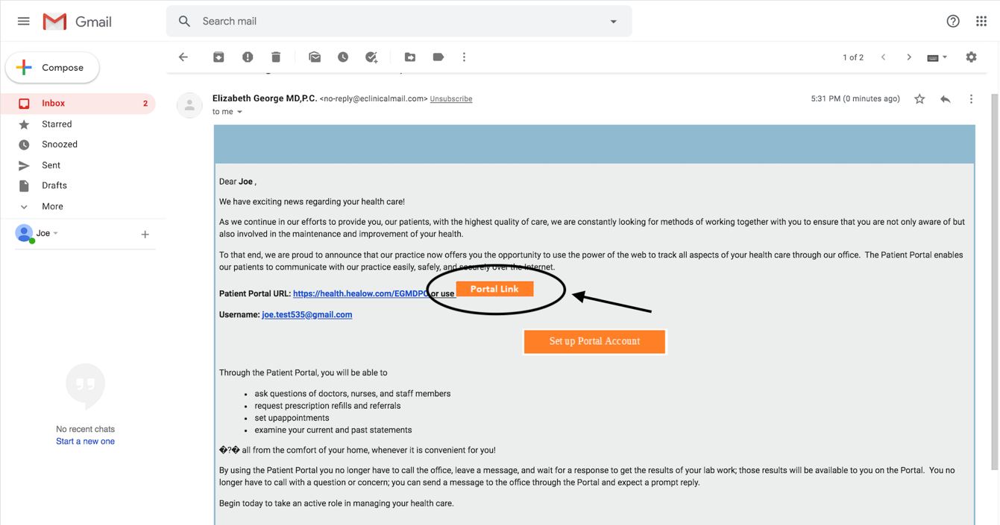 Gmail
Search mail
Compose
1 of 2
Inbox 2
Starred
Snoozed
Sent
Drafts
More
Joe
No recent chats
Start a new one
Elizabeth George MD,P.C. <no-reply@eclinicalmail.com> Unsubscribe
5:31 PM (0 minutes ago)
to me
Dear Joe ,
We have exciting news regarding your health care!
As we continue in our efforts to provide you, our patients, with the highest quality of care, we are constantly looking for methods of working together with you to ensure that you are not only aware of but
also involved in the maintenance and improvement of your health.
To that end, we are proud to announce that our practice now offers you the opportunity to use the power of the web to track all aspects of your health care through our office. The Patient Portal enables
our patients to communicate with our practice easily, safely, and securely over the Internet.
Patient Portal URL: https://health.healow.com/EGMDPC or use Portal Link
Username: joe.test535@gmail.com
Set up Portal Account
Through the Patient Portal, you will be able to
• ask questions of doctors, nurses, and staff members
• request prescription refills and referrals
• set upappointments
• examine your current and past statements
�?� all from the comfort of your home, whenever it is convenient for you!
By using the Patient Portal you no longer have to call the office, leave a message, and wait for a response to get the results of your lab work; those results will be available to you on the Portal. You no
longer have to call with a question or concern; you can send a message to the office through the Portal and expect a prompt reply.
Begin today to take an active role in managing your health care.